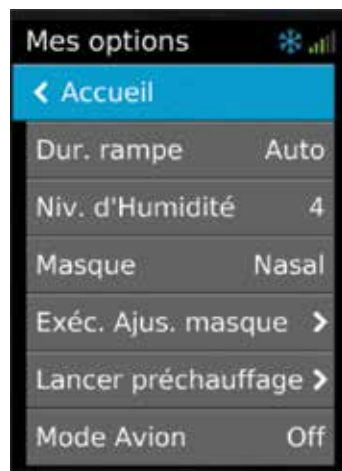 Mes options
Accueil
Dur. rampe Auto
Niv. d'Humidité 4
Masque Nasal
Exéc. Ajus. masque
Lancer préchauffage
Mode Avion Off